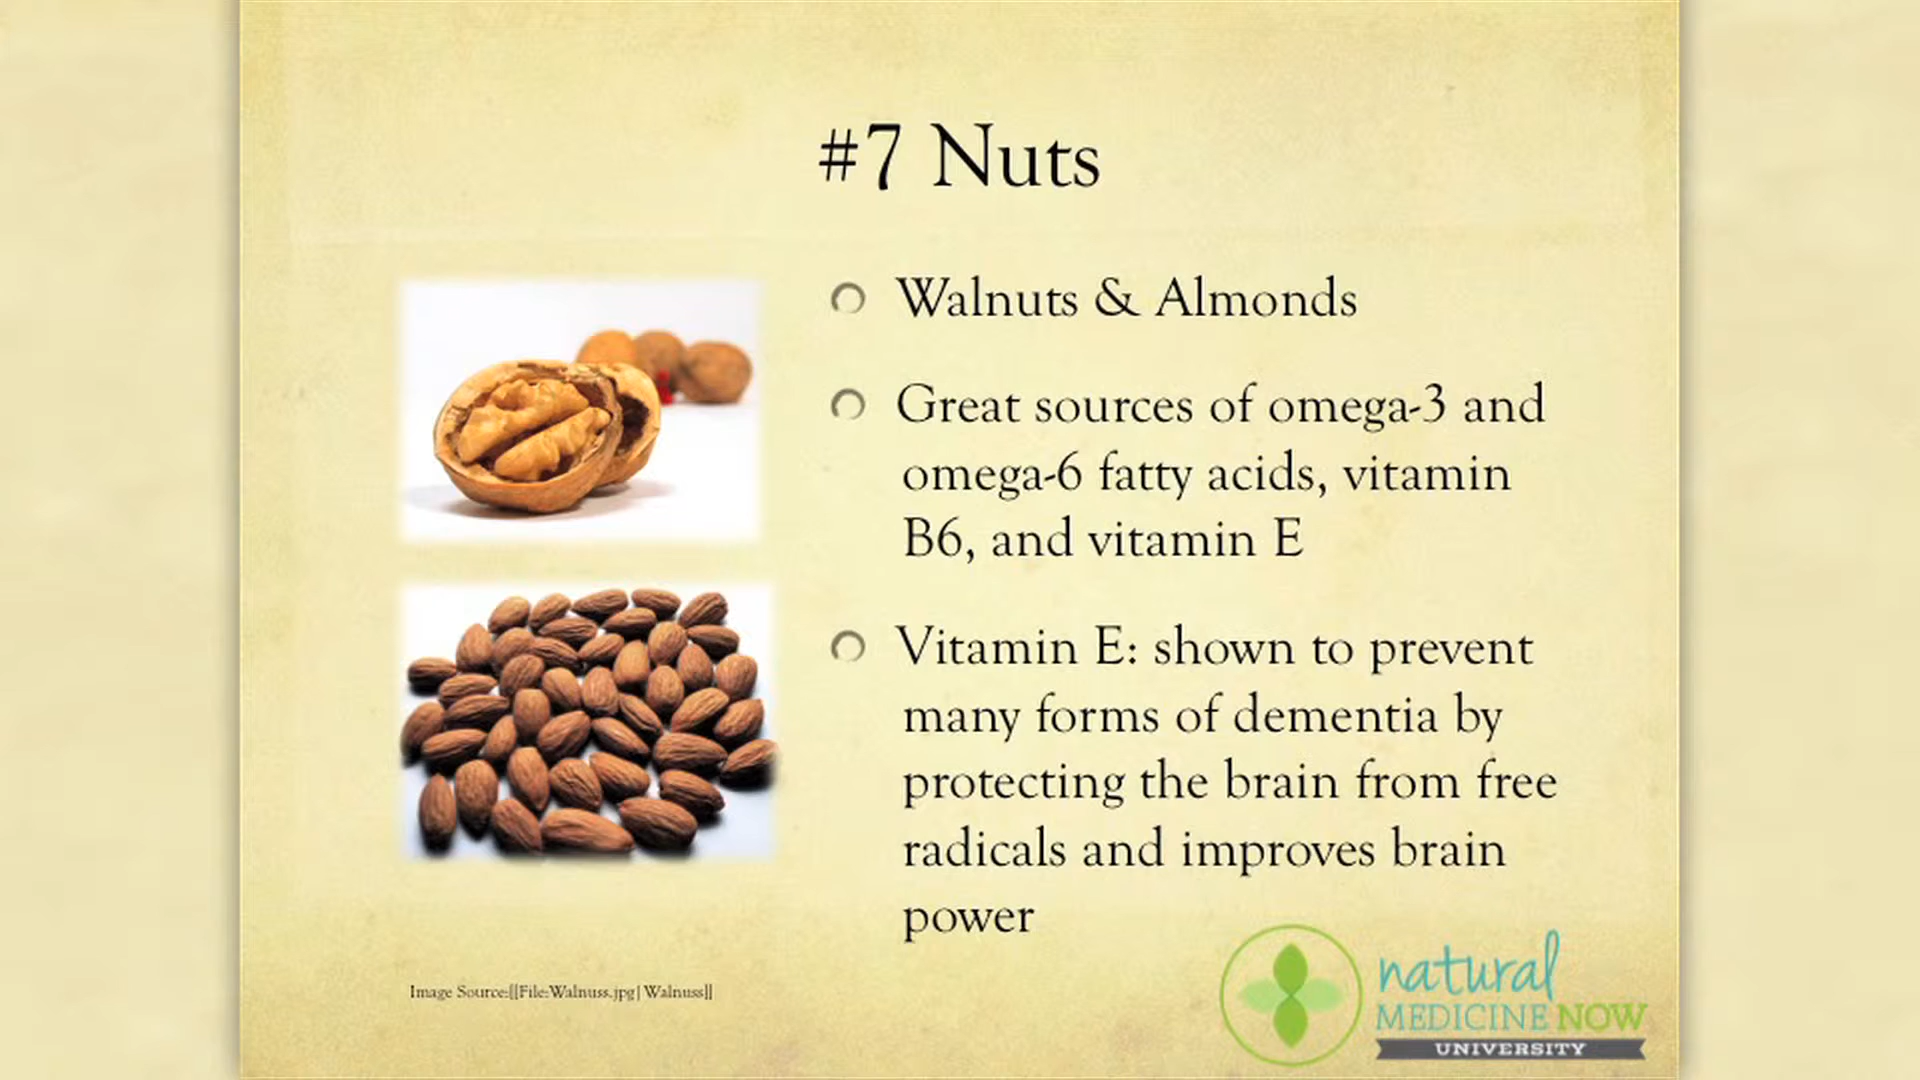 #7 Nuts
Walnuts & Almonds
Great sources of omega-3 and
omega-6 fatty acids, vitamin
B6, and vitamin E
Vitamin E: shown to prevent
many forms of dementia by
protecting the brain from free
radicals and improves brain
power
Image Source:[[File:Walnuss.jpg|Walnuss]]
natural
MEDICINE NOW
UNIVERSITY